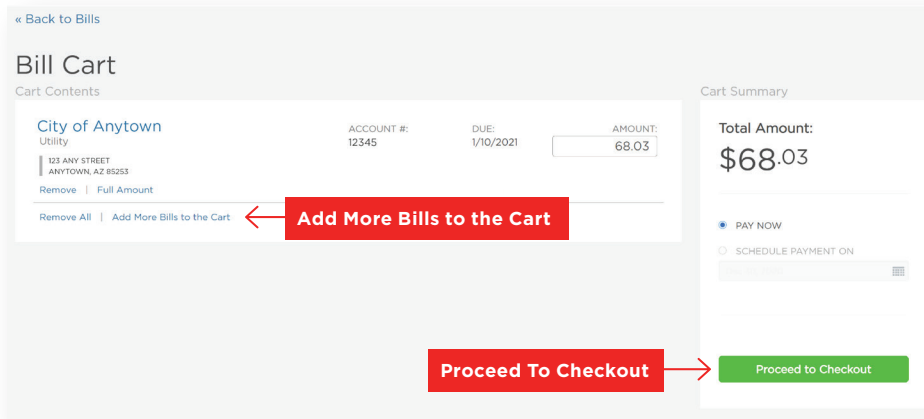 « Back to Bills
Bill Cart
Cart Contents
City of Anytown
Utility
123 ANY STREET
ANYTOWN, AZ 85253
Remove | Full Amount
ACCOUNT #:
12345
DUE:
1/10/2021
AMOUNT:
68.03
Remove All | Add More Bills to the Cart
Add More Bills to the Cart
Cart Summary
Total Amount:
$68.03
PAY NOW
SCHEDULE PAYMENT ON
Proceed To Checkout
Proceed to Checkout